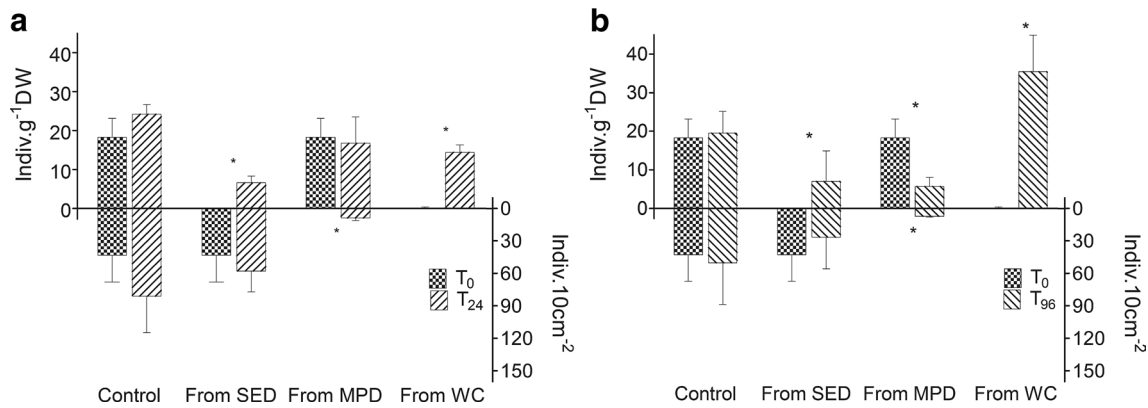 a
Indiv.g⁻¹DW
40
30
20
10
0
0
30
60
90
120
150
Indiv.10cm⁻²
*
*
*
T₀
T₂₄
Control
From SED
From MPD
From WC
b
Indiv.g⁻¹DW
40
30
20
10
0
0
30
60
90
120
150
Indiv.10cm⁻²
*
*
*
*
T₀
T₉₆
Control
From SED
From MPD
From WC